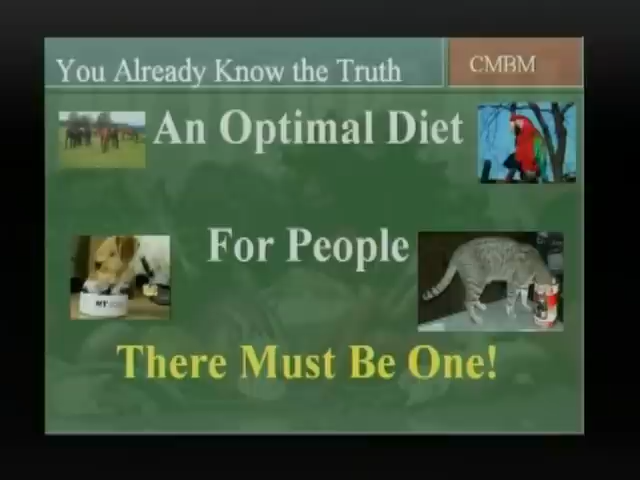 You Already Know the Truth
CMBM
An Optimal Diet
For People
There Must Be One!